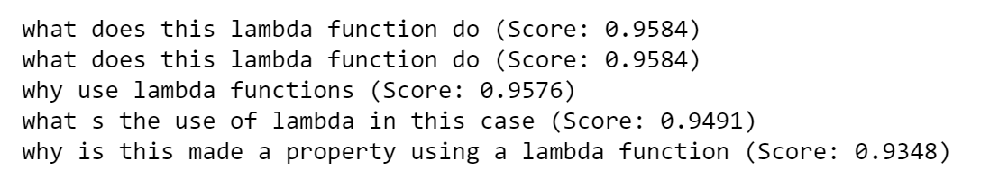 what does this lambda function do (Score: 0.9584)
what does this lambda function do (Score: 0.9584)
why use lambda functions (Score: 0.9576)
what s the use of lambda in this case (Score: 0.9491)
why is this made a property using a lambda function (Score: 0.9348)